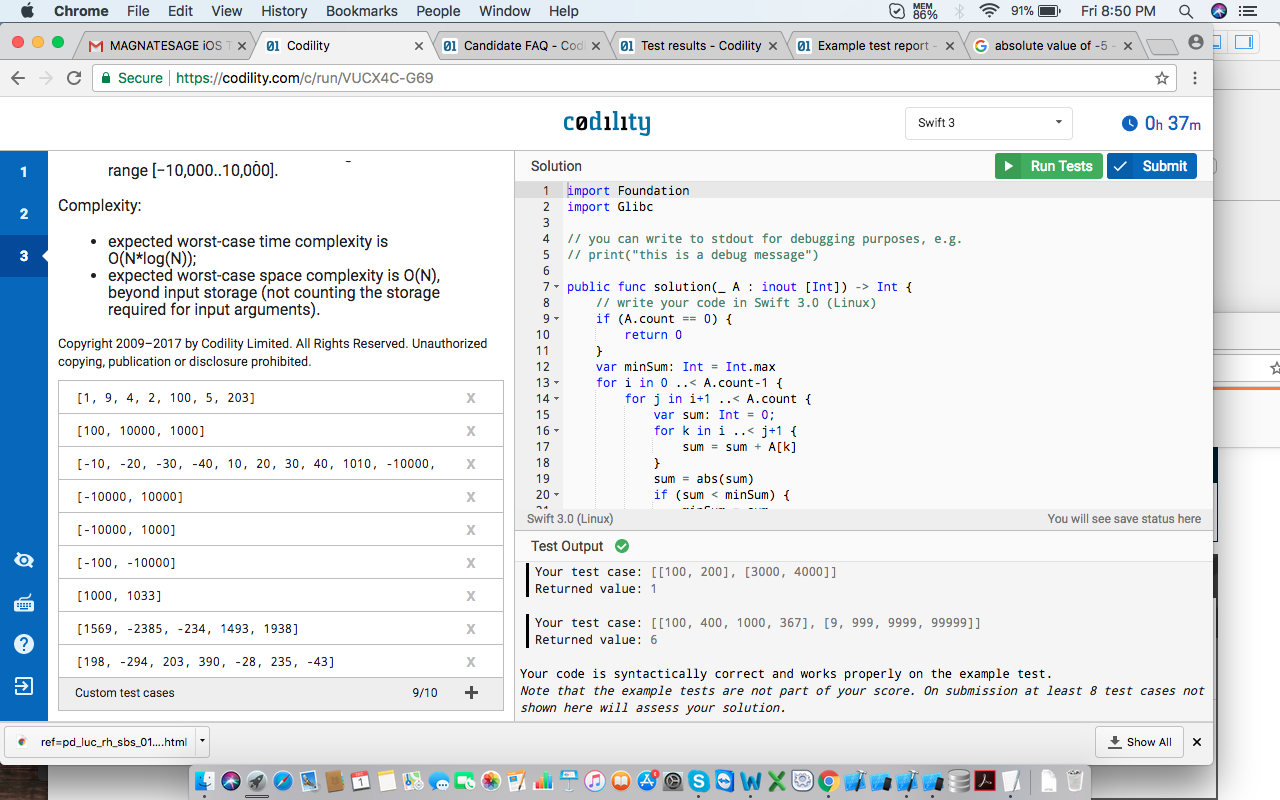 Chrome File Edit View History Bookmarks People Window Help MEM 86% 91% Fri 8:50 PM
MAGNATESAGE iOS T 01 Codility 01 Candidate FAQ - Cod 01 Test results - Codility 01 Example test report - absolute value of -5 -
Secure https://codility.com/c/run/VUCX4C-G69
codility Swift 3 0h 37m
1
2
3
range [−10,000..10,000].
Complexity:
• expected worst-case time complexity is
O(N*log(N));
• expected worst-case space complexity is O(N),
beyond input storage (not counting the storage
required for input arguments).
Copyright 2009–2017 by Codility Limited. All Rights Reserved. Unauthorized
copying, publication or disclosure prohibited.
[1, 9, 4, 2, 100, 5, 203] X
[100, 10000, 1000] X
[-10, -20, -30, -40, 10, 20, 30, 40, 1010, -10000, X
[-10000, 10000] X
[-10000, 1000] X
[-100, -10000] X
[1000, 1033] X
[1569, -2385, -234, 1493, 1938] X
[198, -294, 203, 390, -28, 235, -43] X
Custom test cases 9/10 +
Solution Run Tests Submit
1 import Foundation
2 import Glibc
3
4 // you can write to stdout for debugging purposes, e.g.
5 // print("this is a debug message")
6
7 public func solution(_ A : inout [Int]) -> Int {
8 // write your code in Swift 3.0 (Linux)
9 if (A.count == 0) {
10 return 0
11 }
12 var minSum: Int = Int.max
13 for i in 0 ..< A.count-1 {
14 for j in i+1 ..< A.count {
15 var sum: Int = 0;
16 for k in i ..< j+1 {
17 sum = sum + A[k]
18 }
19 sum = abs(sum)
20 if (sum < minSum) {
Swift 3.0 (Linux) You will see save status here
Test Output
Your test case: [[100, 200], [3000, 4000]]
Returned value: 1
Your test case: [[100, 400, 1000, 367], [9, 999, 9999, 99999]]
Returned value: 6
Your code is syntactically correct and works properly on the example test.
Note that the example tests are not part of your score. On submission at least 8 test cases not
shown here will assess your solution.
ref=pd_luc_rh_sbs_01....html Show All